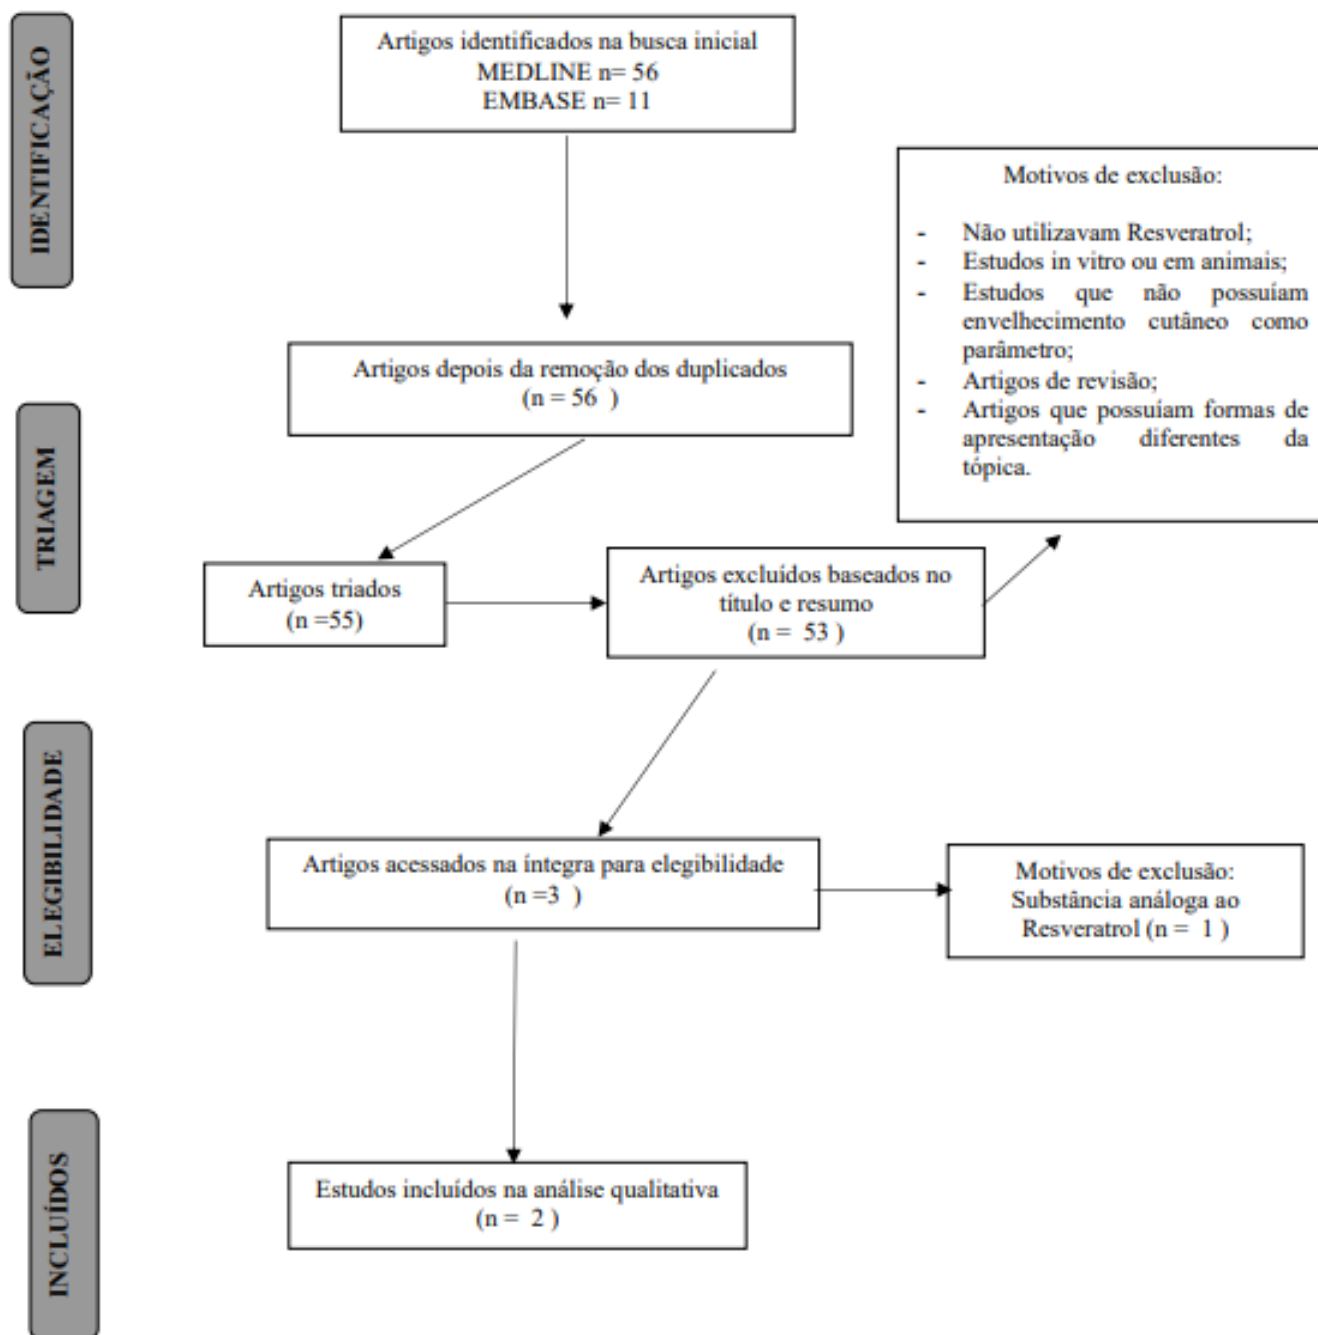 IDENTIFICAÇÃO
Artigos identificados na busca inicial
MEDLINE n= 56
EMBASE n= 11
Motivos de exclusão:
- Não utilizavam Resveratrol;
- Estudos in vitro ou em animais;
- Estudos que não possuíam
envelhecimento cutâneo como
parâmetro;
- Artigos de revisão;
- Artigos que possuíam formas de
apresentação diferentes da
tópica.
Artigos depois da remoção dos duplicados
(n = 56 )
TRIAGEM
Artigos triados
(n =55)
Artigos excluídos baseados no
título e resumo
(n = 53 )
ELEGIBILIDADE
Artigos acessados na íntegra para elegibilidade
(n =3 )
Motivos de exclusão:
Substância análoga ao
Resveratrol (n = 1 )
INCLUÍDOS
Estudos incluídos na análise qualitativa
(n = 2 )